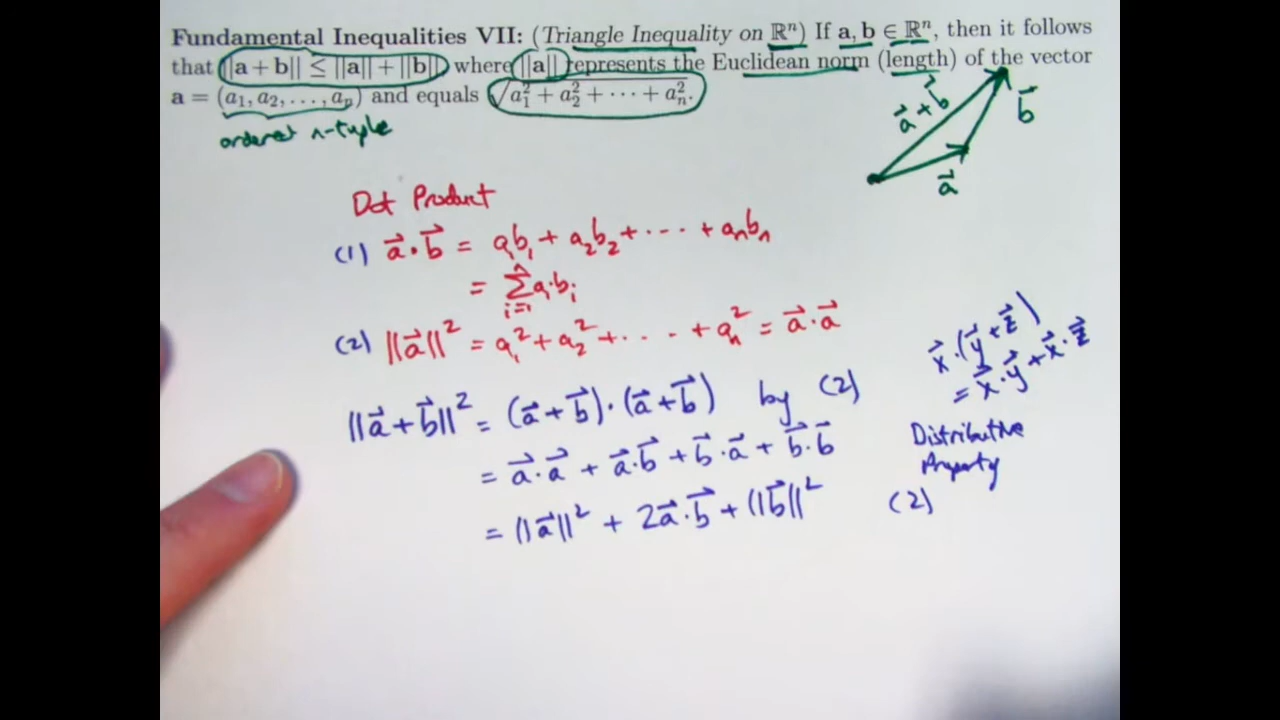 Fundamental Inequalities VII: (Triangle Inequality on ℝⁿ) If a, b ∈ ℝⁿ, then it follows
that ||a + b|| ≤ ||a|| + ||b|| where ||a|| represents the Euclidean norm (length) of the vector
a = (a₁, a₂, …, aₙ) and equals √(a₁² + a₂² + ⋯ + aₙ²).
ordered n-tuple
a⃗ + b⃗
b⃗
a⃗
Dot Product
(1) a⃗ · b⃗ = a₁b₁ + a₂b₂ + ⋯ + aₙbₙ
= ∑ᵢ₌₁ⁿ aᵢbᵢ
(2) ||a⃗||² = a₁² + a₂² + ⋯ + aₙ² = a⃗ · a⃗
x⃗ · (y⃗ + z⃗)
= x⃗ · y⃗ + x⃗ · z⃗
||a⃗ + b⃗||² = (a⃗ + b⃗) · (a⃗ + b⃗) by (2)
= a⃗ · a⃗ + a⃗ · b⃗ + b⃗ · a⃗ + b⃗ · b⃗
Distributive
Property
= ||a⃗||² + 2a⃗ · b⃗ + ||b⃗||² (2)